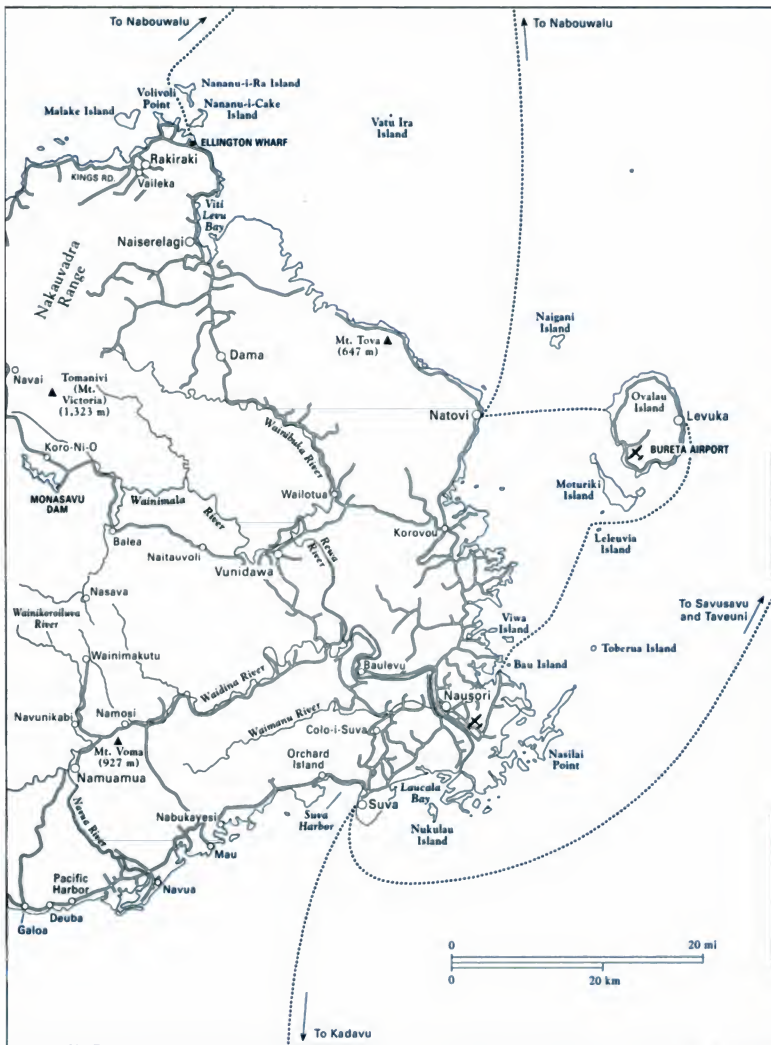 To Nabouwalu
To Nabouwalu
Nananu-i-Ra Island
Volivoli
Point
Malake Island
Nananu-i-Cake
Island
Vatu Ira
Island
ELLINGTON WHARF
Rakiraki
KINGS RD.
Vaileka
Viti
Levu
Bay
Naiserelagi
Nakauvadra
Range
Naigani
Island
Mt. Tova
(647 m)
Dama
Navai
Tomanivi
(Mt.
Victoria)
(1,323 m)
Ovalau
Island
Natovi
Levuka
BURETA AIRPORT
Wainibuka River
Koro-Ni-O
MONASAVU
DAM
Wainimala
River
Wailotua
Moturiki
Island
Korovou
Leleuvia
Island
Balea
Naitauvoli
Vunidawa
Rewa
River
Nasava
Wainikoroiluva
River
Viwa
Island
To Savusavu
and Taveuni
Toberua Island
Wainimakutu
Bau Island
Waidina River
Baulevu
Nausori
Navunikabi
Namosi
Waimanu River
Colo-i-Suva
Mt. Voma
(927 m)
Nasilai
Point
Orchard
Island
Namuamua
Laucala
Bay
Suva
Suva
Harbor
Nukulau
Island
Nabukavesi
Mau
Navua River
Pacific
Harbor
Navua
Deuba
Galoa
0 20 mi
0 20 km
To Kadavu